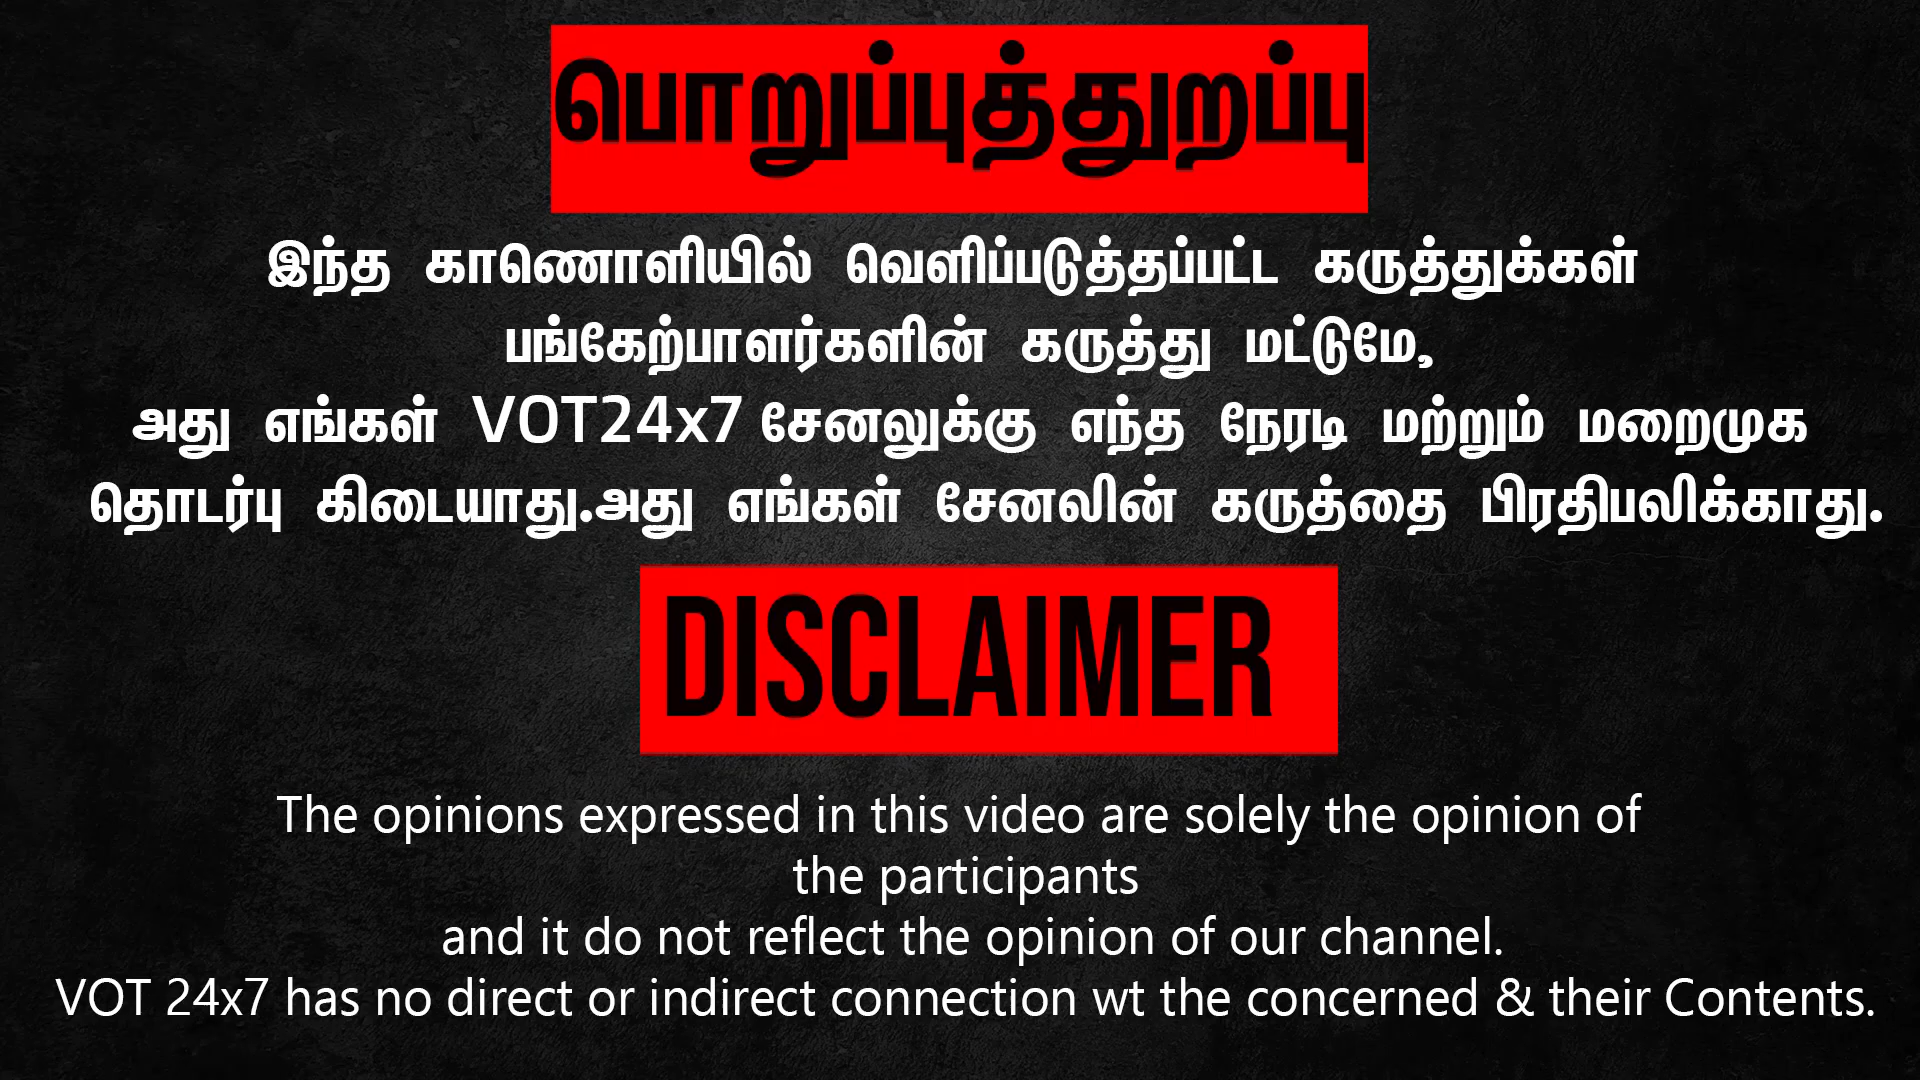 பொறுப்புத்துறப்பு
இந்த காணொளியில் வெளிப்படுத்தப்பட்ட கருத்துக்கள்
பங்கேற்பாளர்களின் கருத்து மட்டுமே,
அது எங்கள் VOT24x7 சேனலுக்கு எந்த நேரடி மற்றும் மறைமுக
தொடர்பு கிடையாது.அது எங்கள் சேனலின் கருத்தை பிரதிபலிக்காது.
DISCLAIMER
The opinions expressed in this video are solely the opinion of
the participants
and it do not reflect the opinion of our channel.
VOT 24x7 has no direct or indirect connection wt the concerned & their Contents.